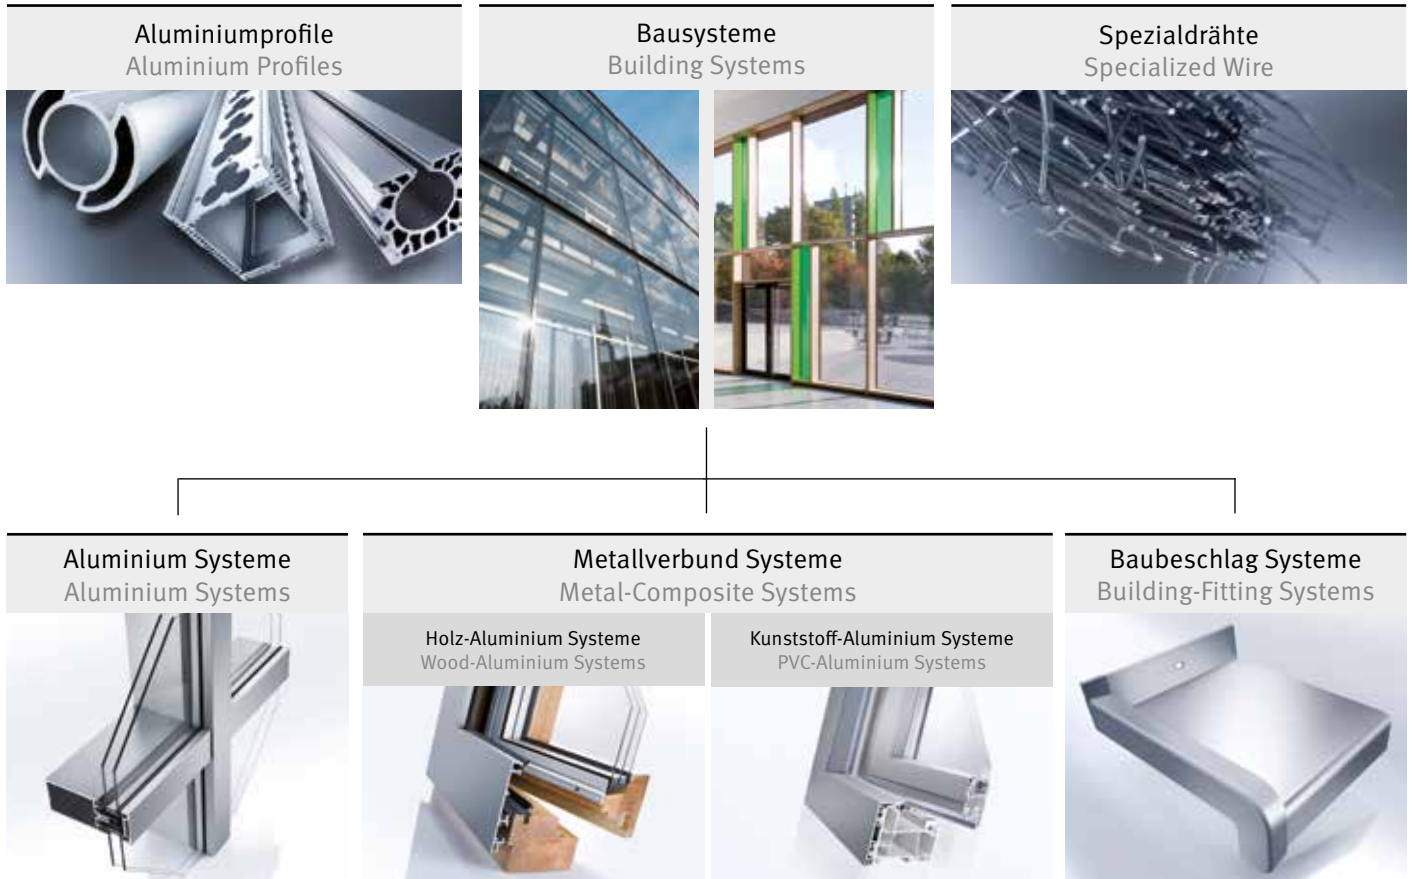 Aluminiumprofile
Aluminium Profiles
Bausysteme
Building Systems
Spezialdrähte
Specialized Wire
Aluminium Systeme
Aluminium Systems
Metallverbund Systeme
Metal-Composite Systems
Holz-Aluminium Systeme
Wood-Aluminium Systems
Kunststoff-Aluminium Systeme
PVC-Aluminium Systems
Baubeschlag Systeme
Building-Fitting Systems